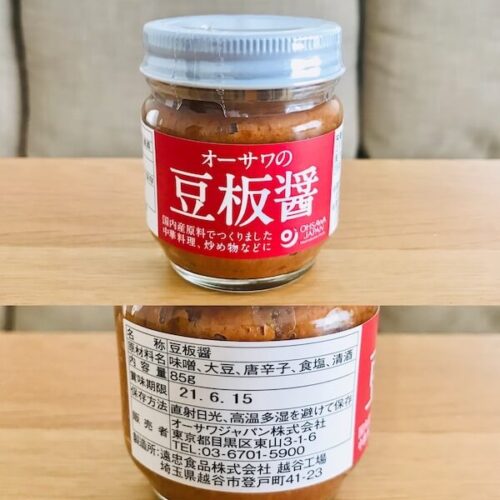 オーサワの
豆板醤
国内産原料でつくりました
中華料理、炒め物などに
OHSAWA
JAPAN
名 称 豆板醤
原材料名 味噌、大豆、唐辛子、食塩、清酒
内 容 量 85g
賞味期限 21. 6. 15
保存方法 直射日光、高温多湿を避けて保存
販 売 者 オーサワジャパン株式会社
東京都目黒区東山3-1-6
TEL:03-6701-5900
製造所:遠忠食品株式会社 越谷工場
埼玉県越谷市登戸町41-23